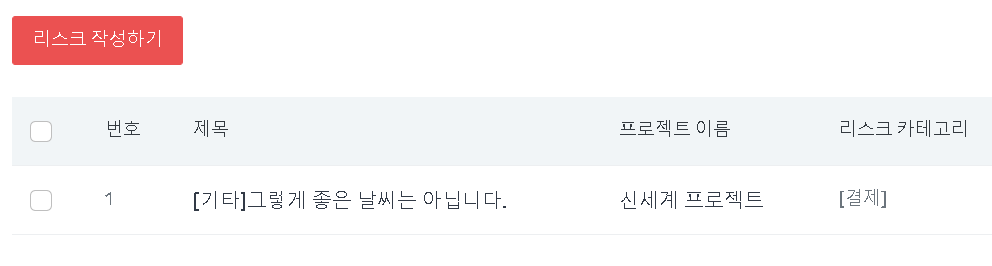 리스크 작성하기
번호 제목 프로젝트 이름 리스크 카테고리
1 [기타]그렇게 좋은 날씨는 아닙니다. 신세계 프로젝트 [결제]